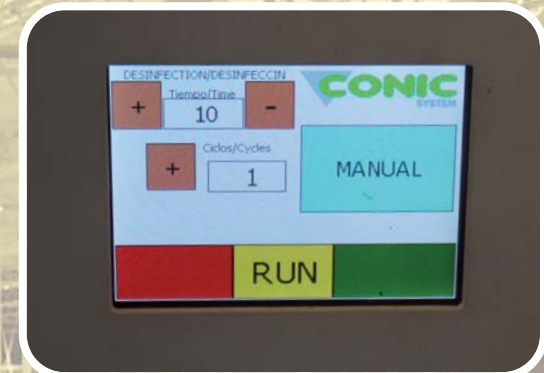 DESINFECTION/DESINFECCIN
Tiempo/Time
+ 10 -
CONIC
SYSTEM
Ciclos/Cycles
+ 1
MANUAL
RUN